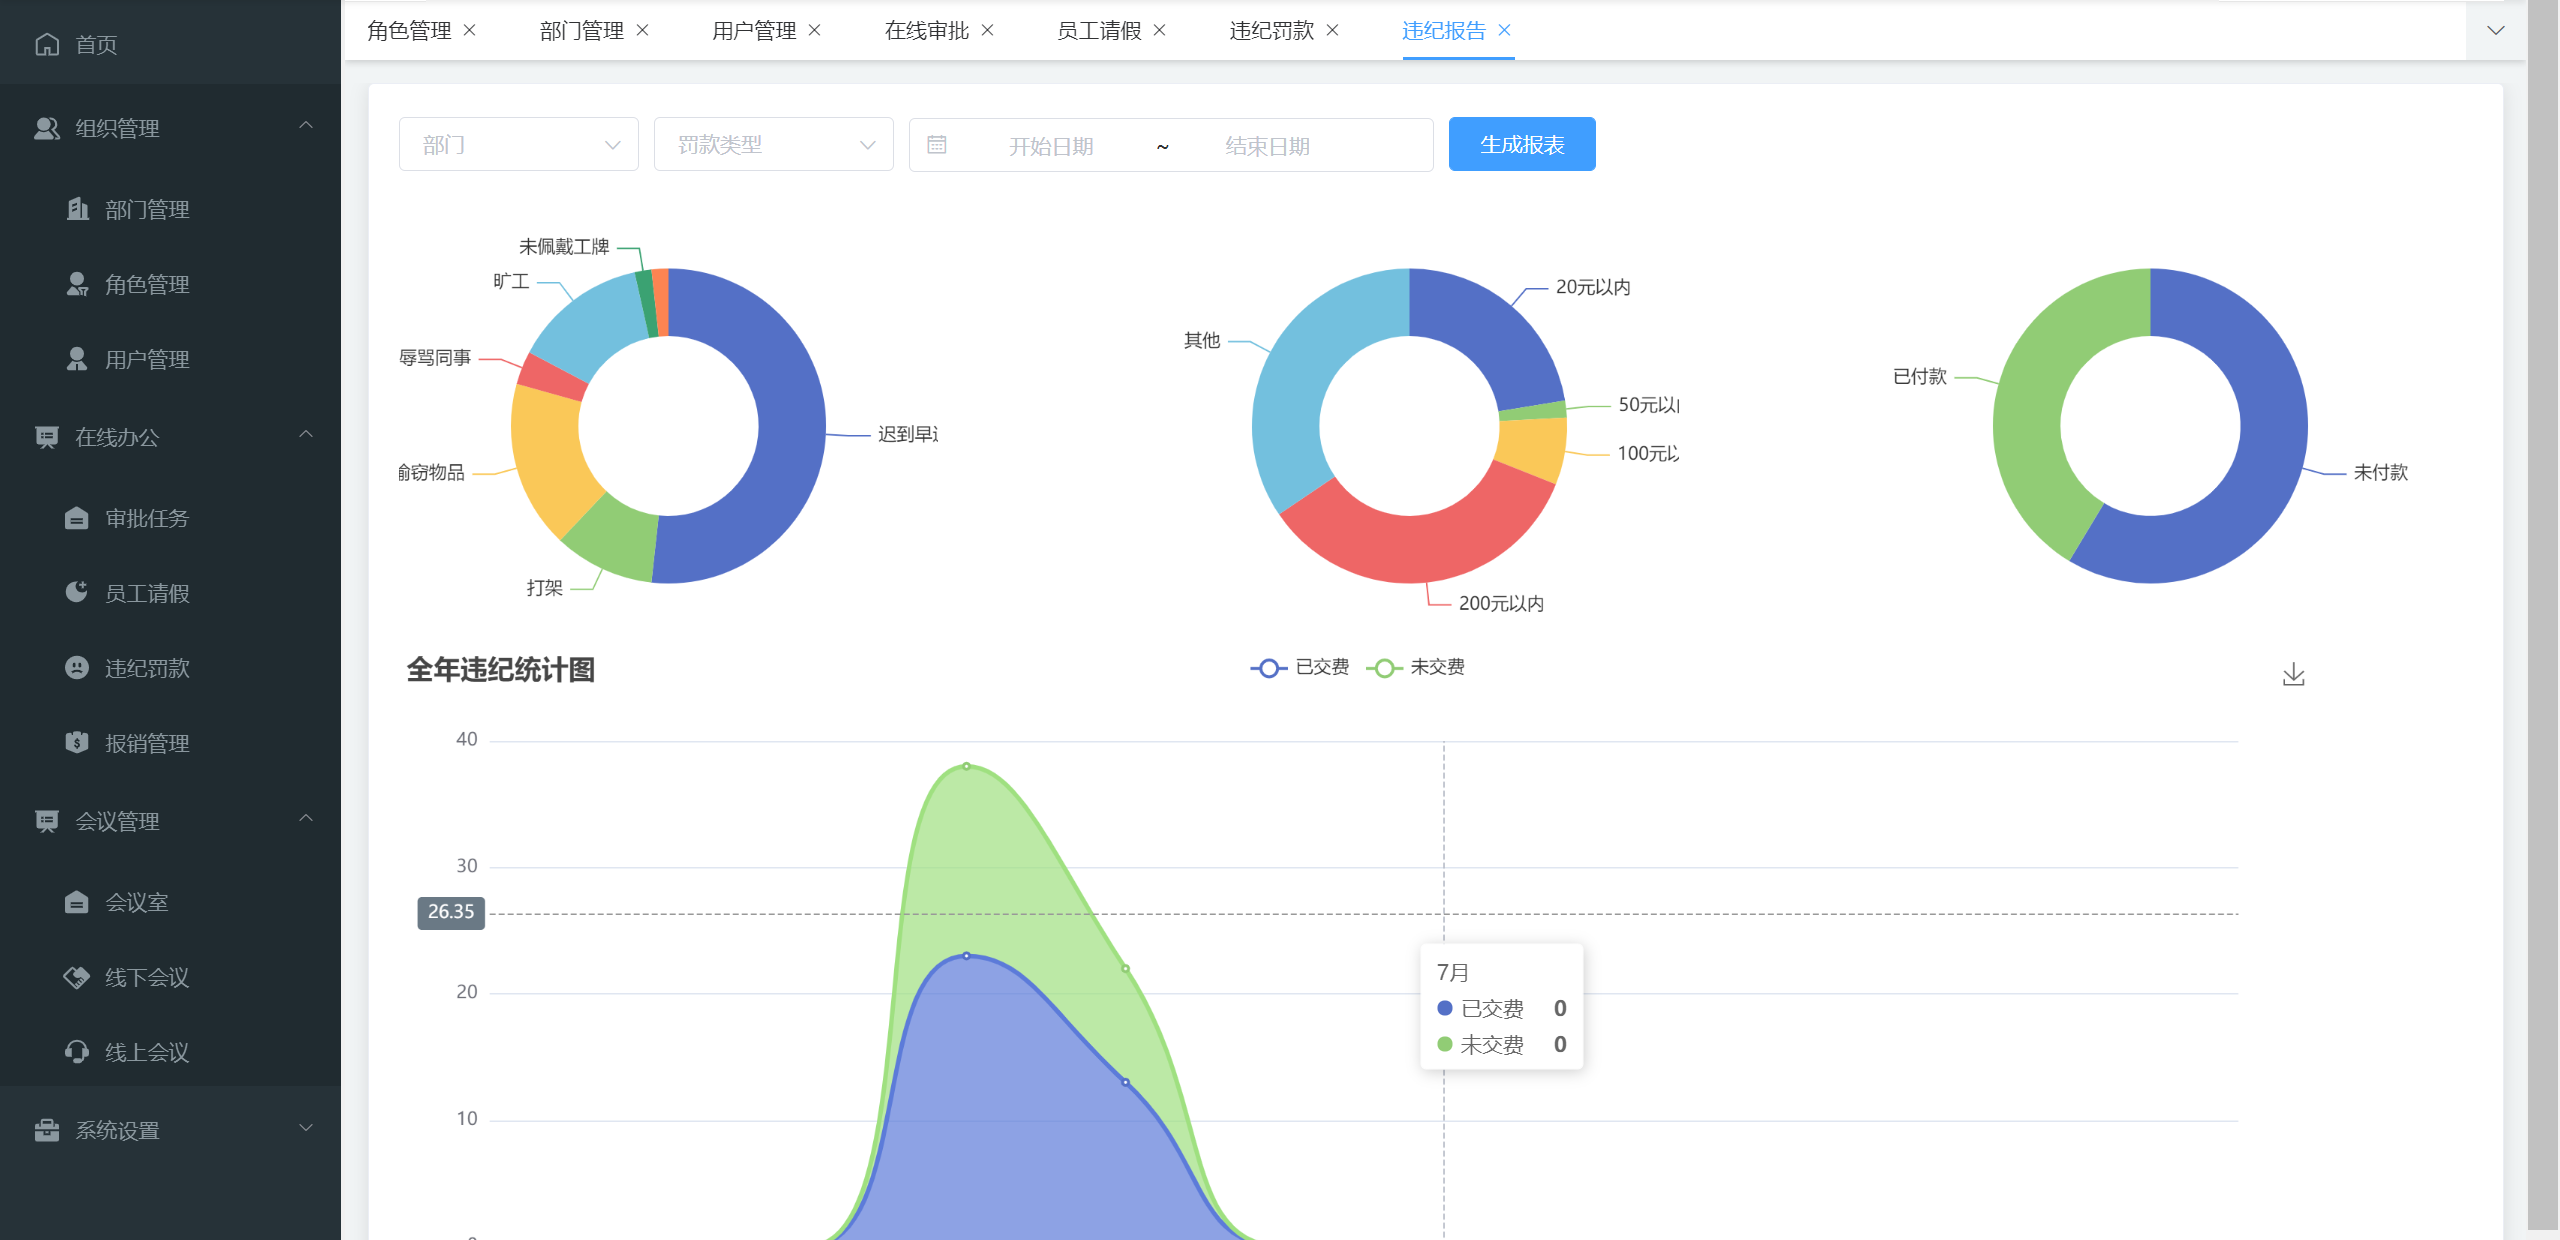 首页
组织管理
部门管理
角色管理
用户管理
在线办公
审批任务
员工请假
违纪罚款
报销管理
会议管理
会议室
线下会议
线上会议
系统设置
角色管理 部门管理 用户管理 在线审批 员工请假 违纪罚款 违纪报告
部门 罚款类型 开始日期 ~ 结束日期 生成报表
未佩戴工牌
旷工
辱骂同事
偷窃物品
打架
迟到早
20元以内
其他
50元以
100元以
200元以内
已付款
未付款
全年违纪统计图
已交费 未交费
40
30
26.35
20
10
7月
已交费 0
未交费 0